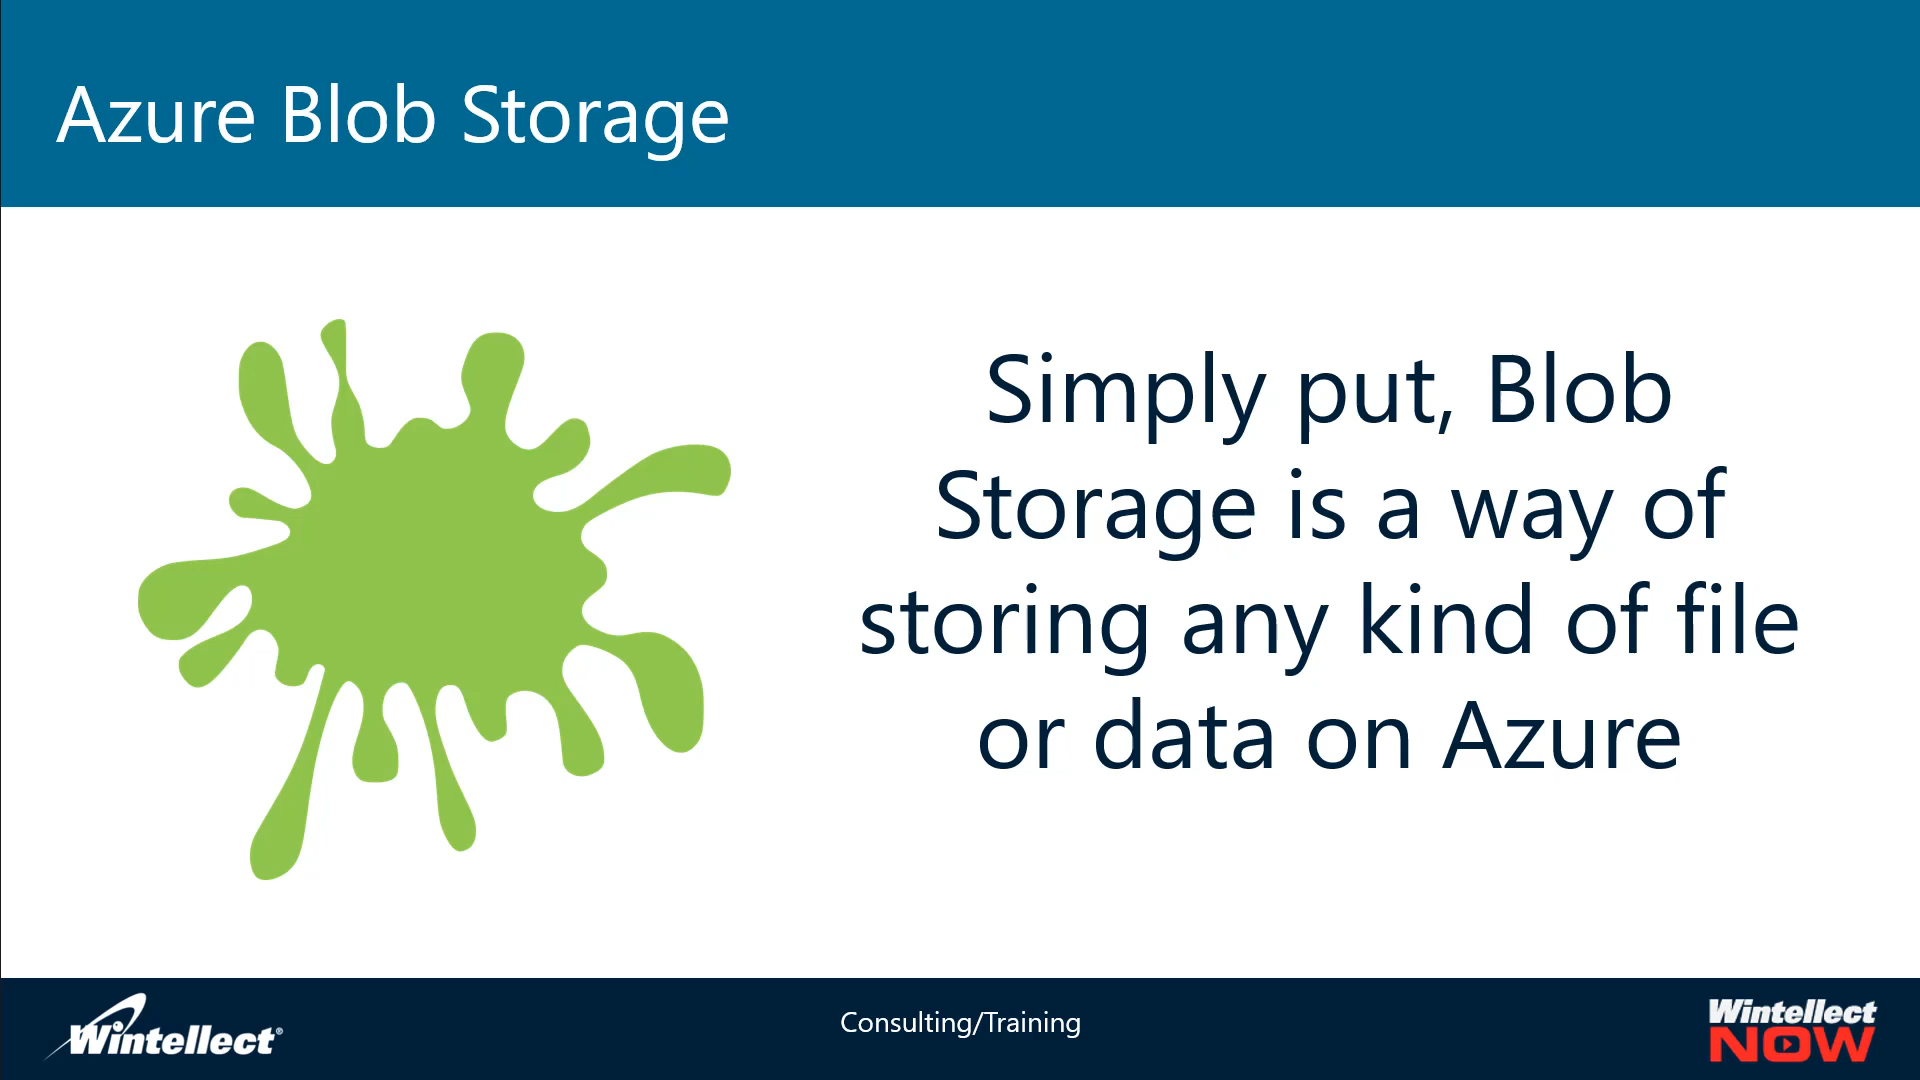 Azure Blob Storage
Simply put, Blob
Storage is a way of
storing any kind of file
or data on Azure
Wintellect®
Consulting/Training
Wintellect
NOW